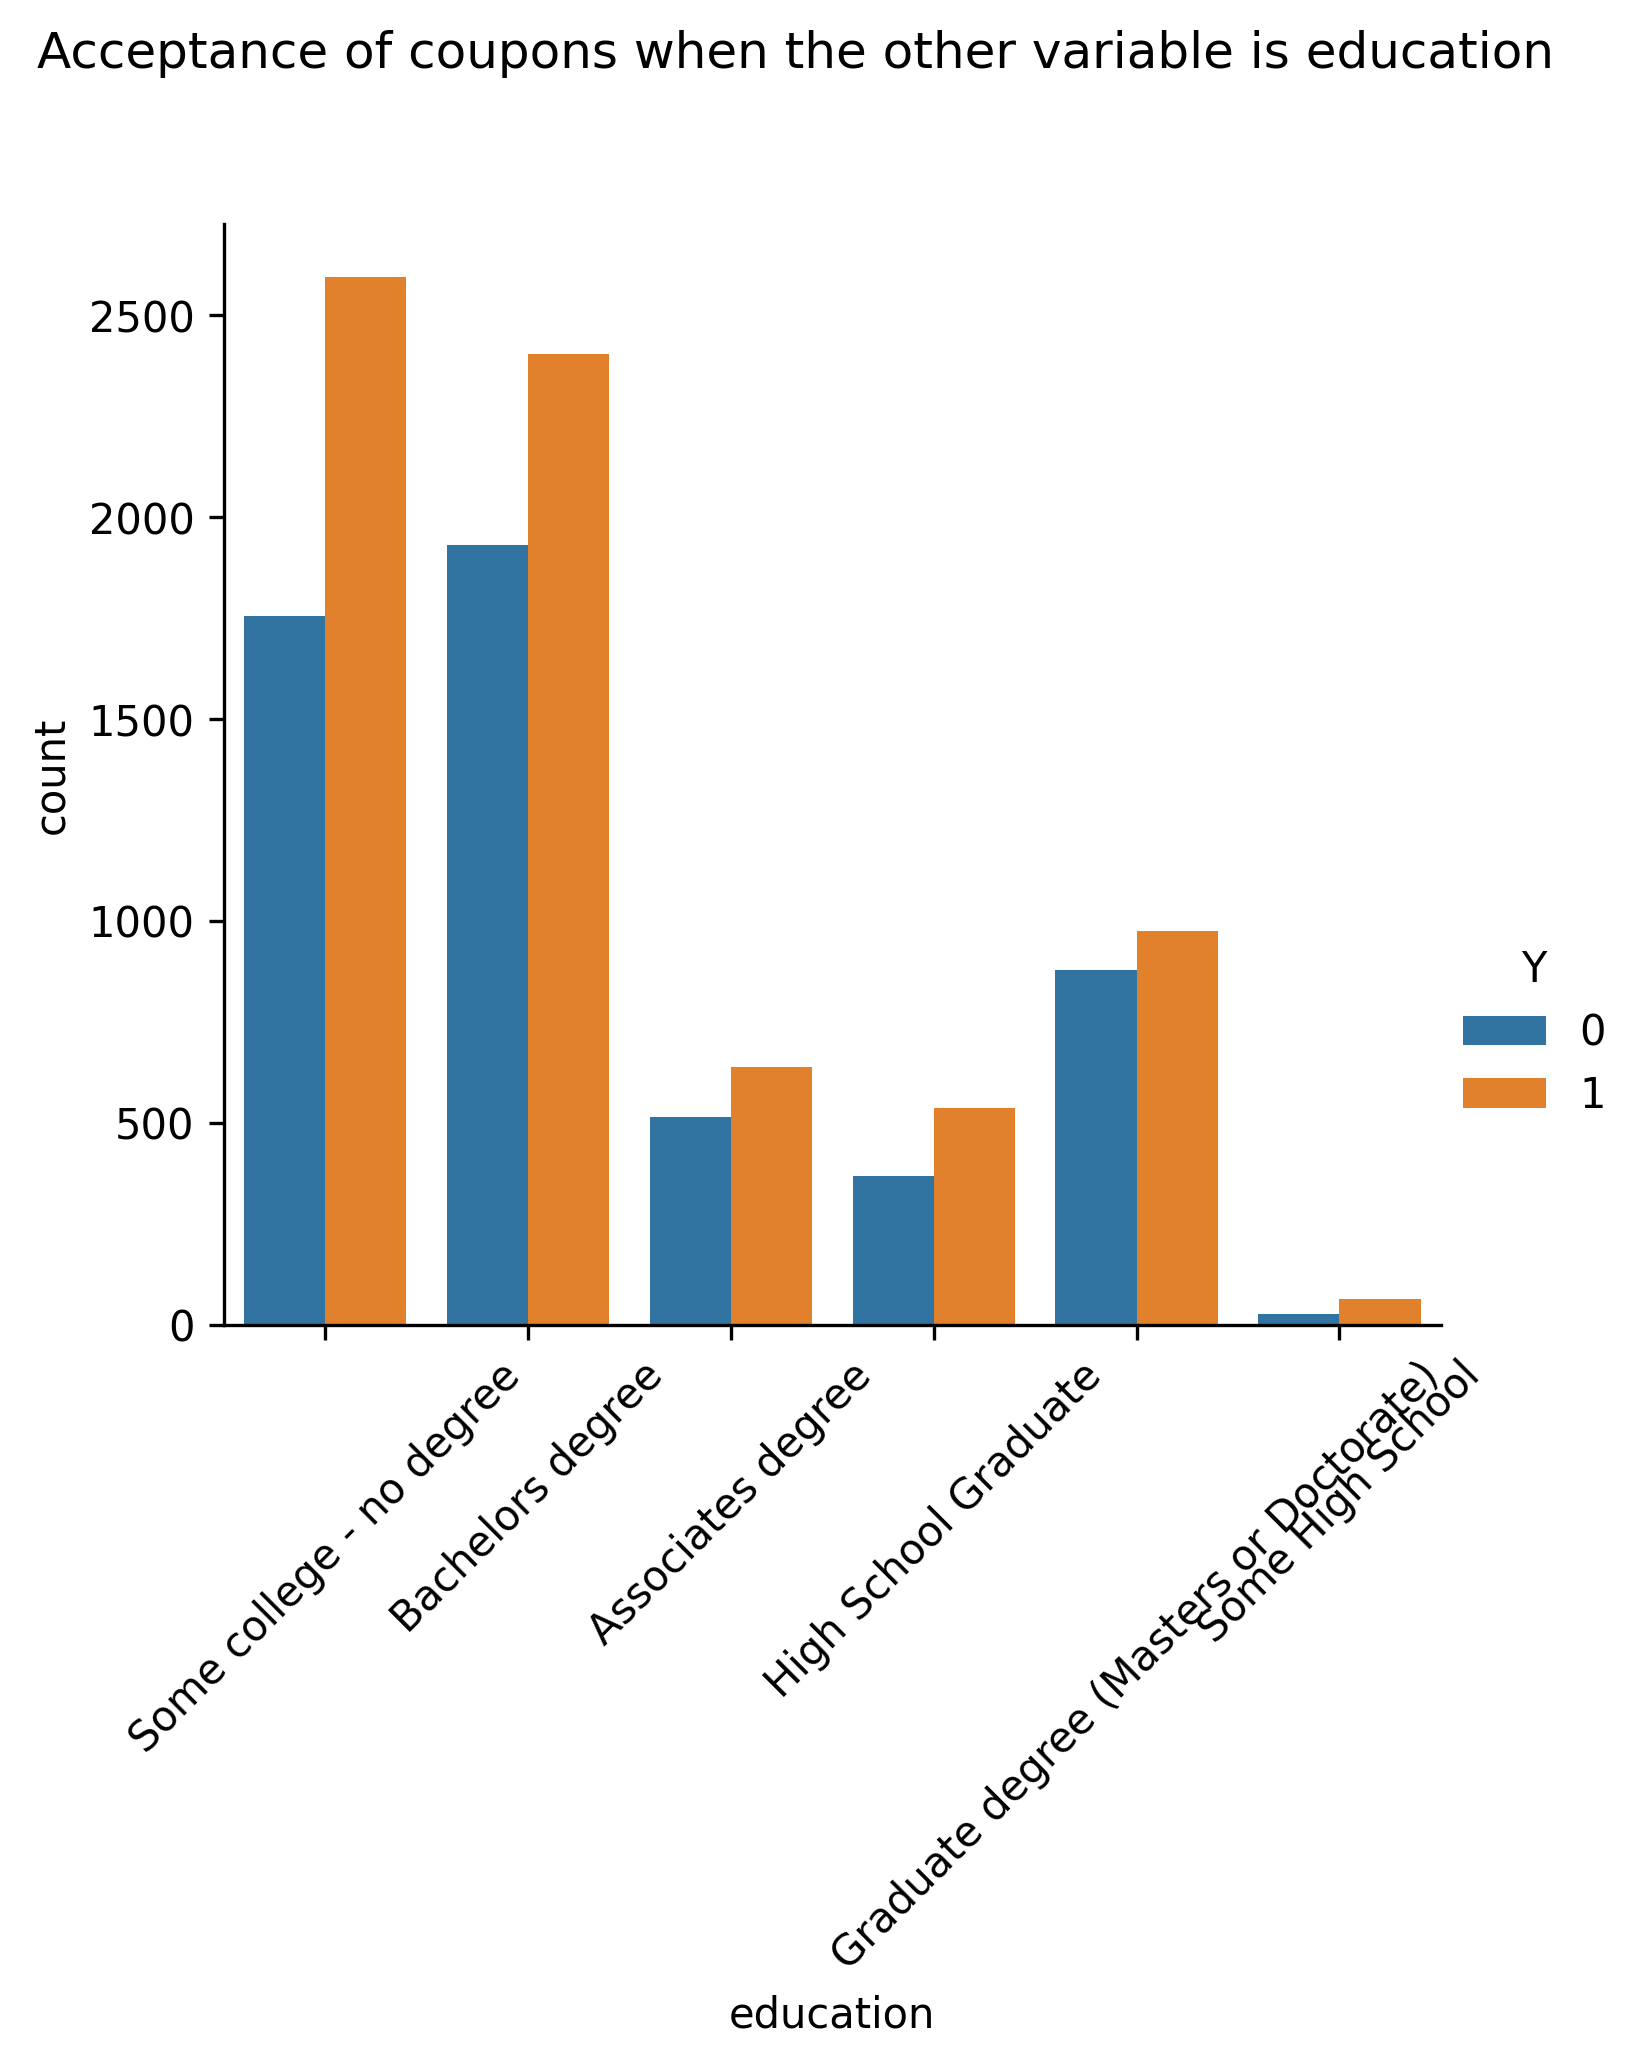 Acceptance of coupons when the other variable is education
count
2500
2000
1500
1000
500
0
Y
0
1
Some college - no degree
Bachelors degree
Associates degree
High School Graduate
Graduate degree (Masters or Doctorate)
Some High School
education